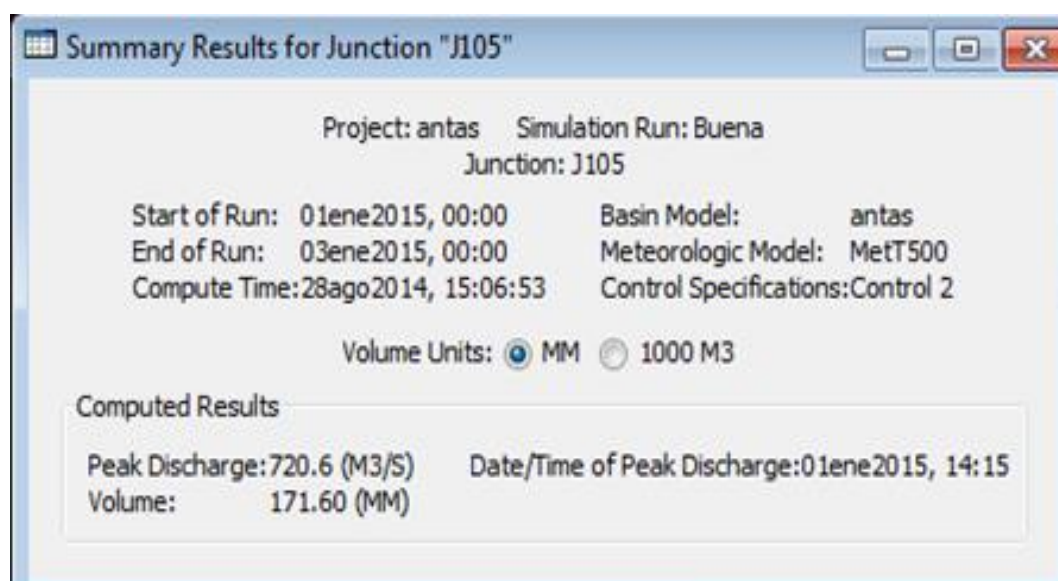 Summary Results for Junction "J105"
Project: antas Simulation Run: Buena
Junction: J105
Start of Run: 01ene2015, 00:00 Basin Model: antas
End of Run: 03ene2015, 00:00 Meteorologic Model: MetT500
Compute Time:28ago2014, 15:06:53 Control Specifications:Control 2
Volume Units: MM 1000 M3
Computed Results
Peak Discharge:720.6 (M3/S) Date/Time of Peak Discharge:01ene2015, 14:15
Volume: 171.60 (MM)